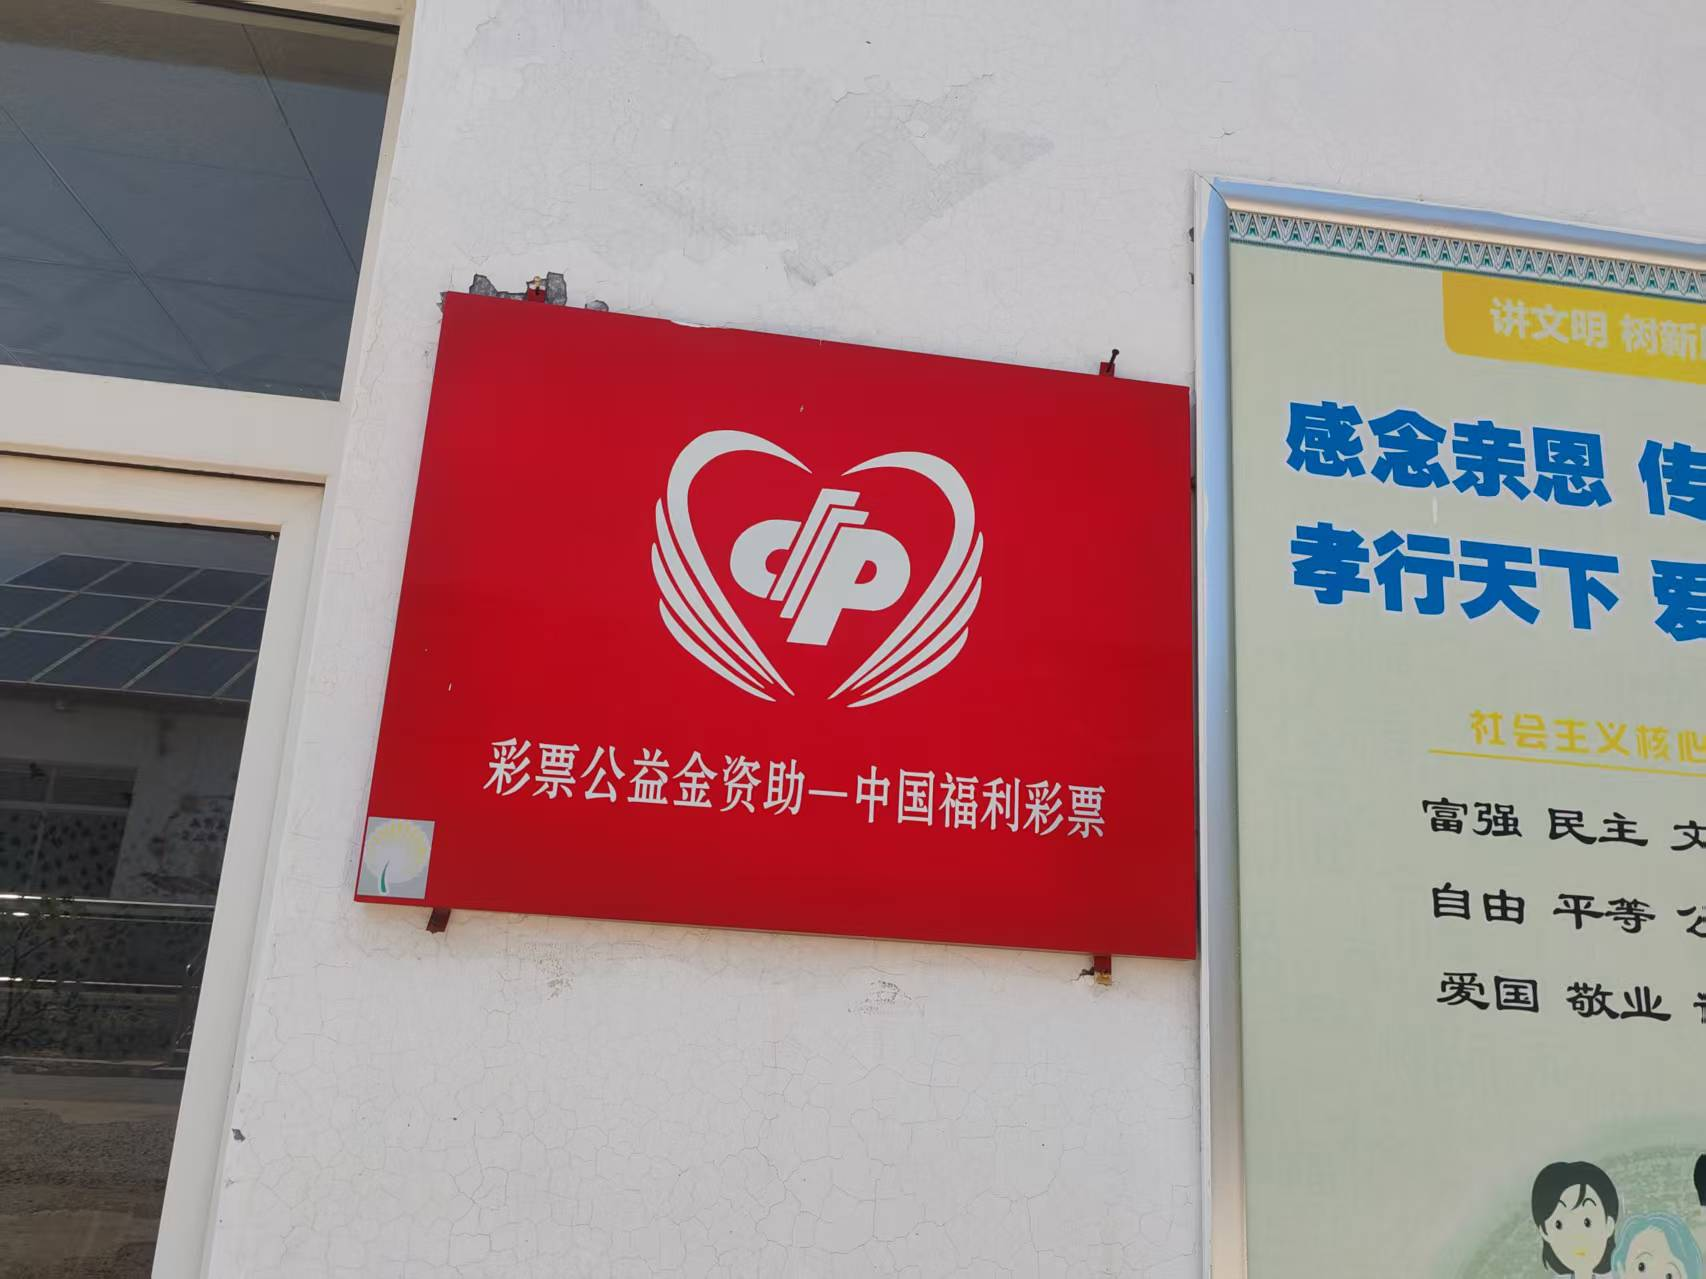 彩票公益金资助—中国福利彩票
讲文明 树新
感念亲恩 传
孝行天下 爱
社会主义核心
富强 民主 文
自由 平等 公
爱国 敬业